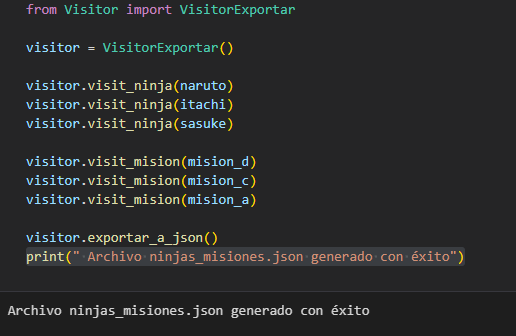 from Visitor import VisitorExportar
visitor = VisitorExportar()
visitor.visit_ninja(naruto)
visitor.visit_ninja(itachi)
visitor.visit_ninja(sasuke)
visitor.visit_mision(mision_d)
visitor.visit_mision(mision_c)
visitor.visit_mision(mision_a)
visitor.exportar_a_json()
print(" Archivo ninjas_misiones.json generado con éxito")
Archivo ninjas_misiones.json generado con éxito